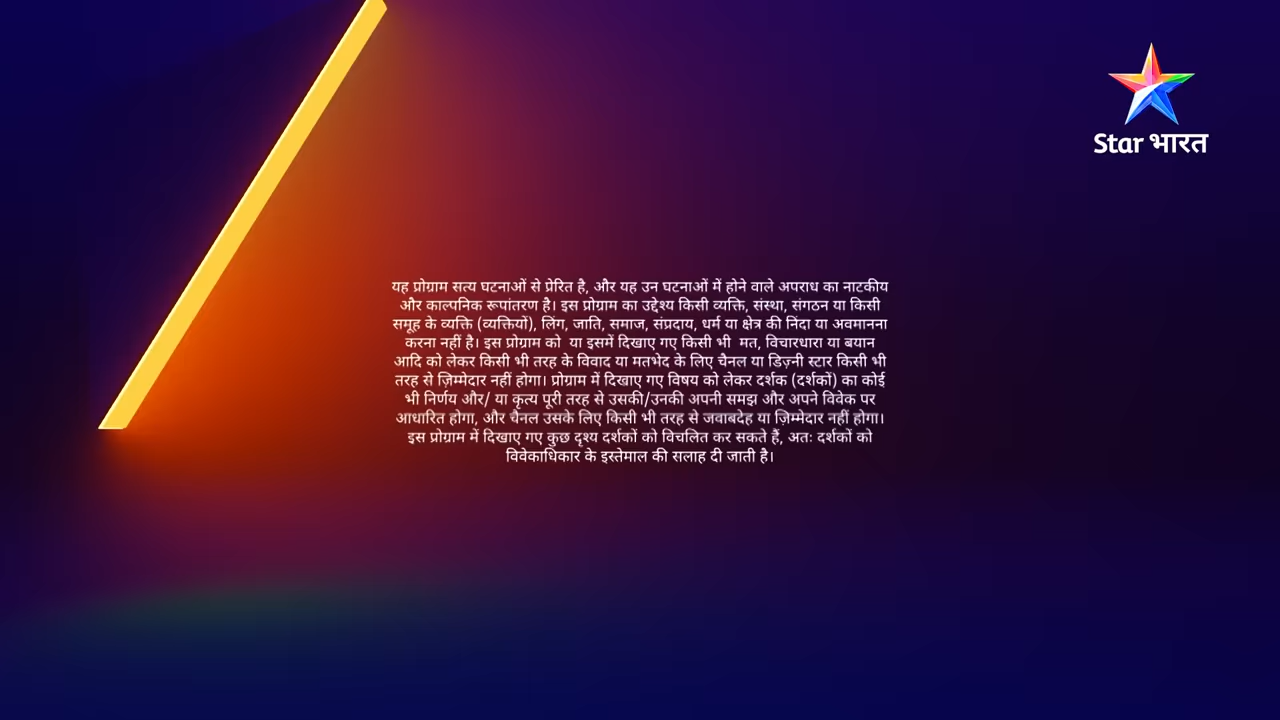 Star भारत
यह प्रोग्राम सत्य घटनाओं से प्रेरित है, और यह उन घटनाओं में होने वाले अपराध का नाटकीय
और काल्पनिक रूपांतरण है। इस प्रोग्राम का उद्देश्य किसी व्यक्ति, संस्था, संगठन या किसी
समूह के व्यक्ति (व्यक्तियों), लिंग, जाति, समाज, संप्रदाय, धर्म या क्षेत्र की निंदा या अवमानना
करना नहीं है। इस प्रोग्राम को या इसमें दिखाए गए किसी भी मत, विचारधारा या बयान
आदि को लेकर किसी भी तरह के विवाद या मतभेद के लिए चैनल या डिज़्नी स्टार किसी भी
तरह से ज़िम्मेदार नहीं होगा। प्रोग्राम में दिखाए गए विषय को लेकर दर्शक (दर्शकों) का कोई
भी निर्णय और/ या कृत्य पूरी तरह से उसकी/उनकी अपनी समझ और अपने विवेक पर
आधारित होगा, और चैनल उसके लिए किसी भी तरह से जवाबदेह या ज़िम्मेदार नहीं होगा।
इस प्रोग्राम में दिखाए गए कुछ दृश्य दर्शकों को विचलित कर सकते हैं, अतः दर्शकों को
विवेकाधिकार के इस्तेमाल की सलाह दी जाती है।